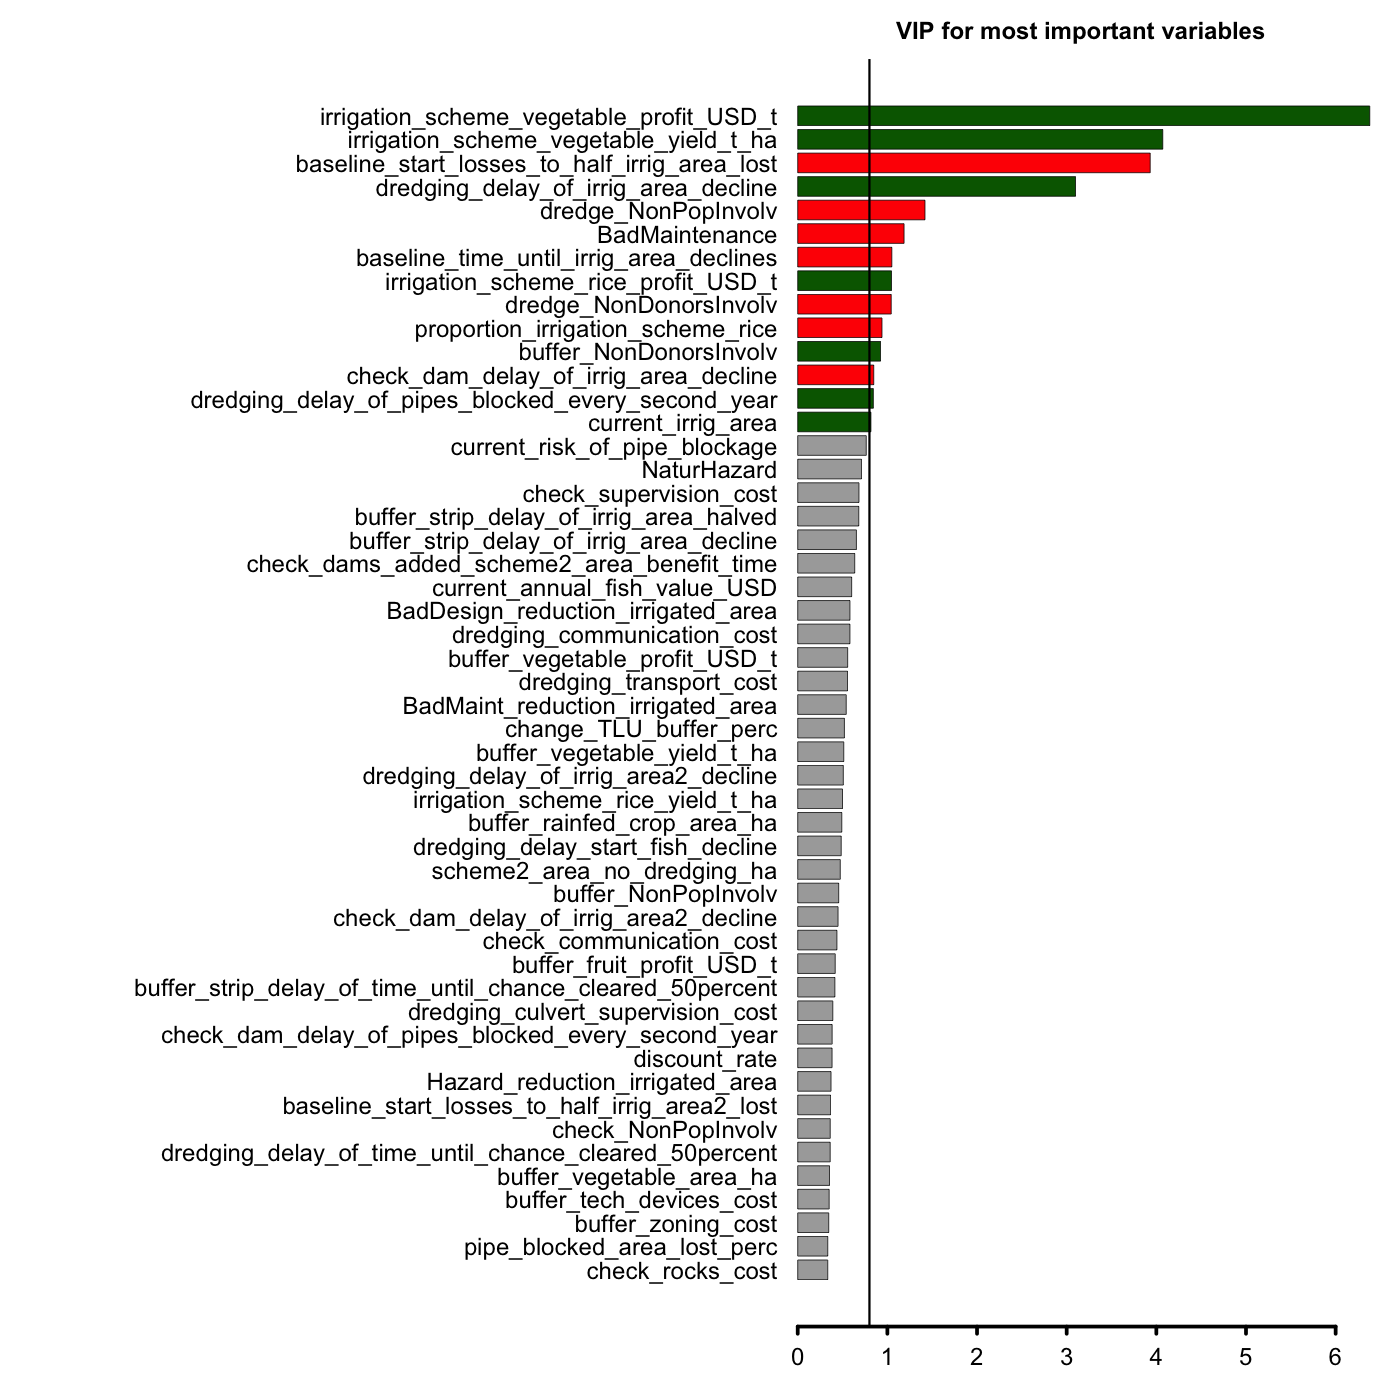 VIP for most important variables
irrigation_scheme_vegetable_profit_USD_t
irrigation_scheme_vegetable_yield_t_ha
baseline_start_losses_to_half_irrig_area_lost
dredging_delay_of_irrig_area_decline
dredge_NonPopInvolv
BadMaintenance
baseline_time_until_irrig_area_declines
irrigation_scheme_rice_profit_USD_t
dredge_NonDonorsInvolv
proportion_irrigation_scheme_rice
buffer_NonDonorsInvolv
check_dam_delay_of_irrig_area_decline
dredging_delay_of_pipes_blocked_every_second_year
current_irrig_area
current_risk_of_pipe_blockage
NaturHazard
check_supervision_cost
buffer_strip_delay_of_irrig_area_halved
buffer_strip_delay_of_irrig_area_decline
check_dams_added_scheme2_area_benefit_time
current_annual_fish_value_USD
BadDesign_reduction_irrigated_area
dredging_communication_cost
buffer_vegetable_profit_USD_t
dredging_transport_cost
BadMaint_reduction_irrigated_area
change_TLU_buffer_perc
buffer_vegetable_yield_t_ha
dredging_delay_of_irrig_area2_decline
irrigation_scheme_rice_yield_t_ha
buffer_rainfed_crop_area_ha
dredging_delay_start_fish_decline
scheme2_area_no_dredging_ha
buffer_NonPopInvolv
check_dam_delay_of_irrig_area2_decline
check_communication_cost
buffer_fruit_profit_USD_t
buffer_strip_delay_of_time_until_chance_cleared_50percent
dredging_culvert_supervision_cost
check_dam_delay_of_pipes_blocked_every_second_year
discount_rate
Hazard_reduction_irrigated_area
baseline_start_losses_to_half_irrig_area2_lost
check_NonPopInvolv
dredging_delay_of_time_until_chance_cleared_50percent
buffer_vegetable_area_ha
buffer_tech_devices_cost
buffer_zoning_cost
pipe_blocked_area_lost_perc
check_rocks_cost
0 1 2 3 4 5 6